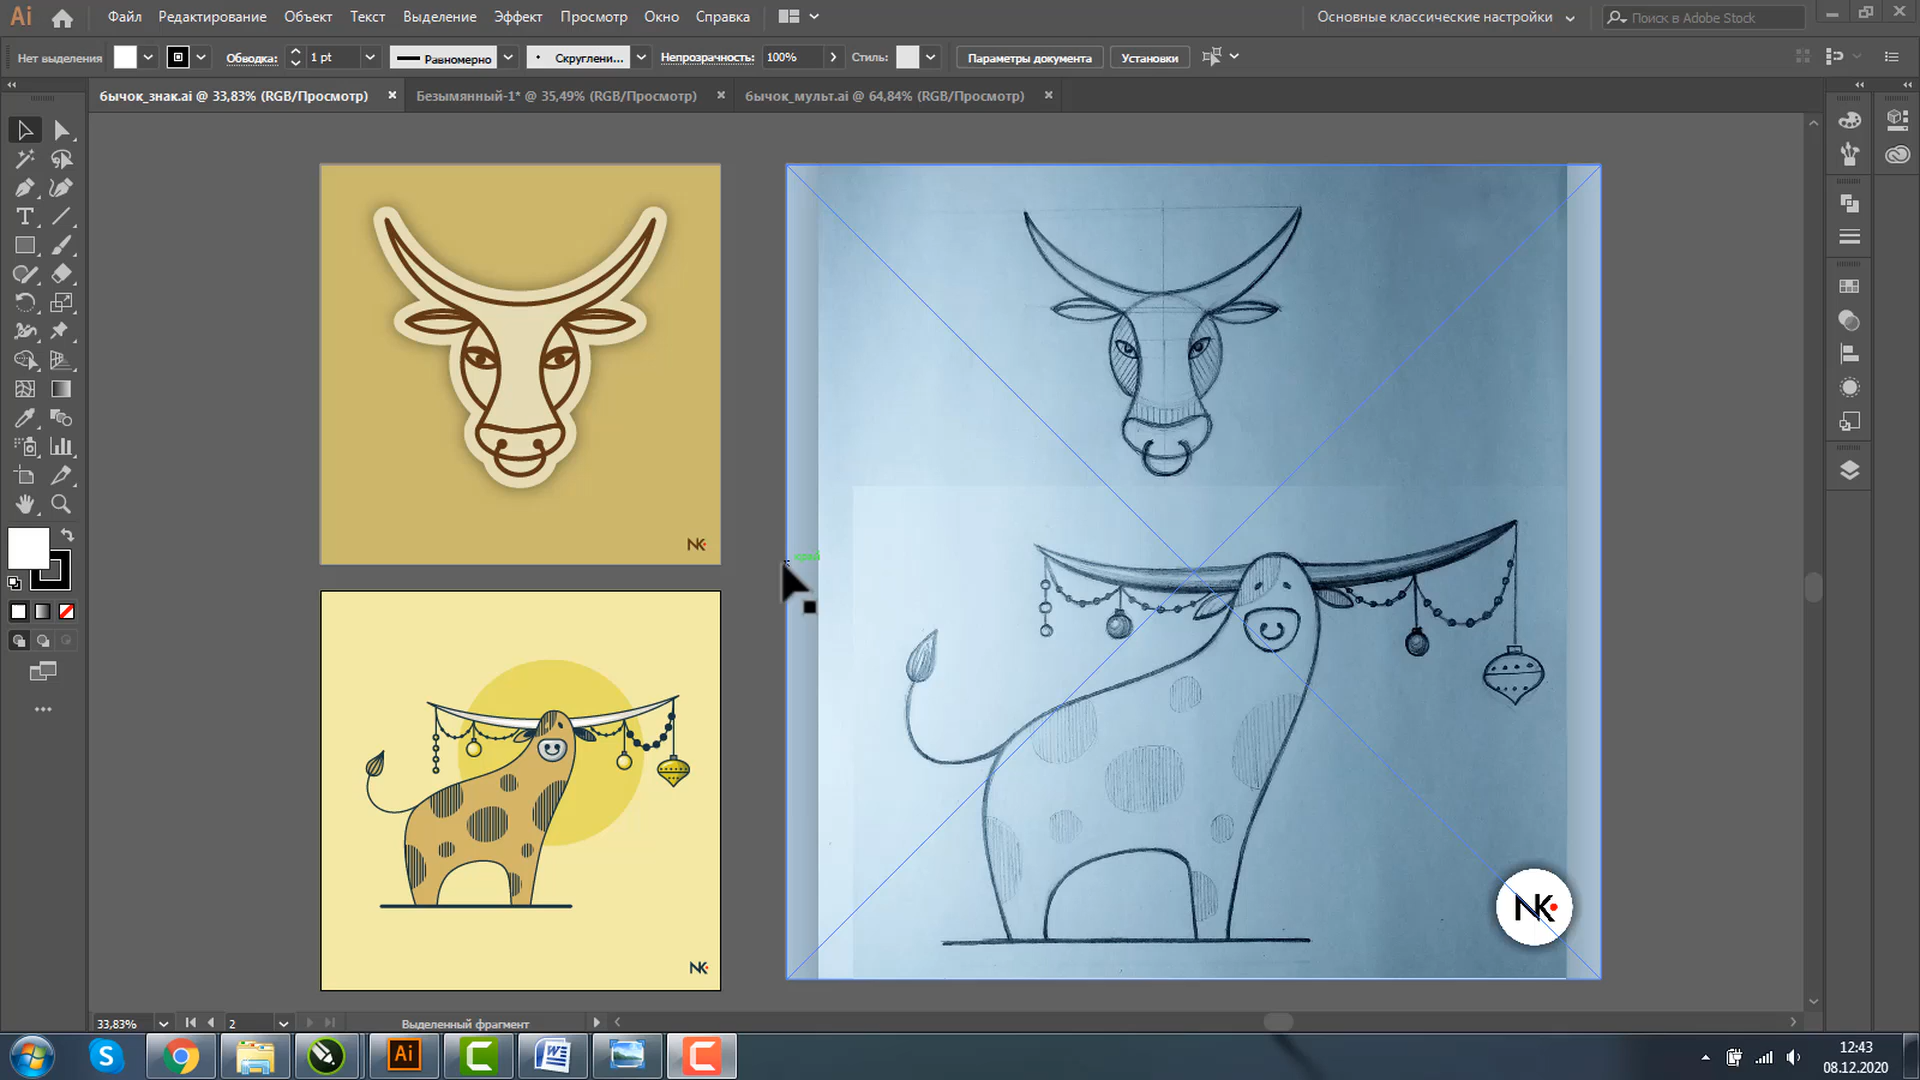 Ai Файл Редактирование Объект Текст Выделение Эффект Просмотр Окно Справка Основные классические настройки Поиск в Adobe Stock
Нет выделения Обводка: 1 pt Равномерно Скруглени... Непрозрачность: 100% Стиль: Параметры документа Установки
бычок_знак.ai @ 33,83% (RGB/Просмотр) × Безымянный-1* @ 35,49% (RGB/Просмотр) × бычок_мульт.ai @ 64,84% (RGB/Просмотр) ×
NK
край
NK
NK
33,83% 2 Выделенный фрагмент
Ai
12:43
08.12.2020